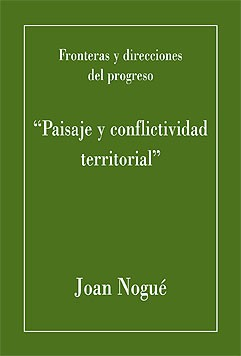 Fronteras y direcciones
del progreso
“Paisaje y conflictividad
territorial”
Joan Nogué